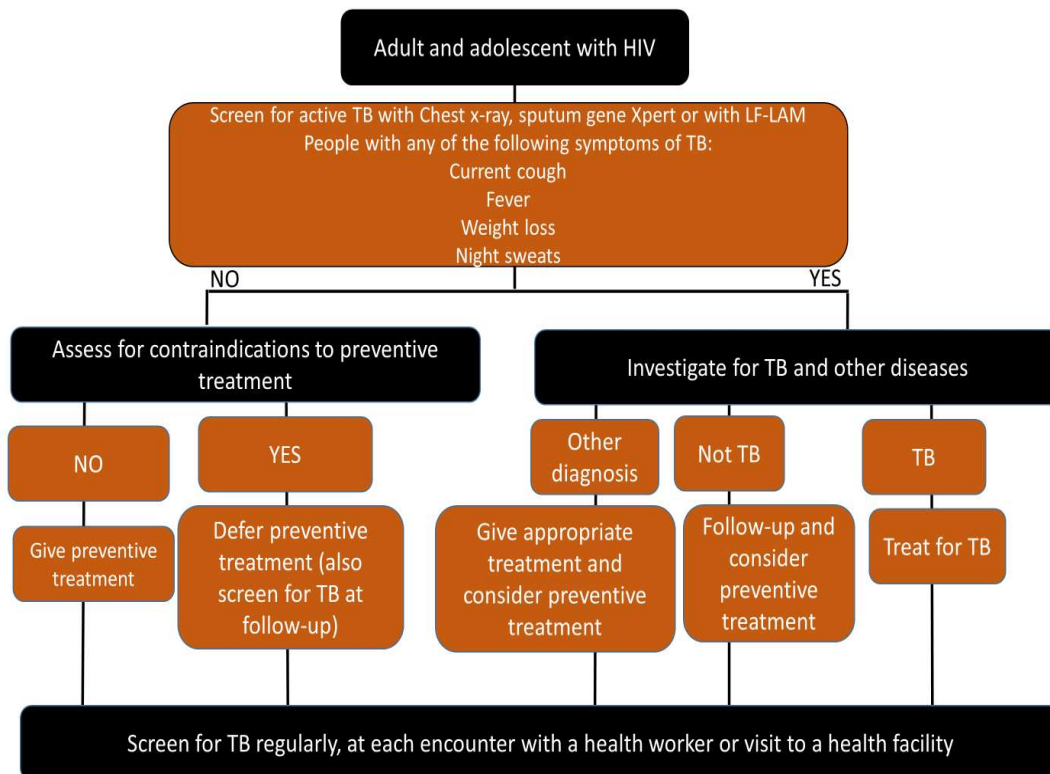 Adult and adolescent with HIV
Screen for active TB with Chest x-ray, sputum gene Xpert or with LF-LAM
People with any of the following symptoms of TB:
Current cough
Fever
Weight loss
Night sweats
NO
YES
Assess for contraindications to preventive
treatment
Investigate for TB and other diseases
NO
YES
Other
diagnosis
Not TB
TB
Give preventive
treatment
Defer preventive
treatment (also
screen for TB at
follow-up)
Give appropriate
treatment and
consider preventive
treatment
Follow-up and
consider
preventive
treatment
Treat for TB
Screen for TB regularly, at each encounter with a health worker or visit to a health facility